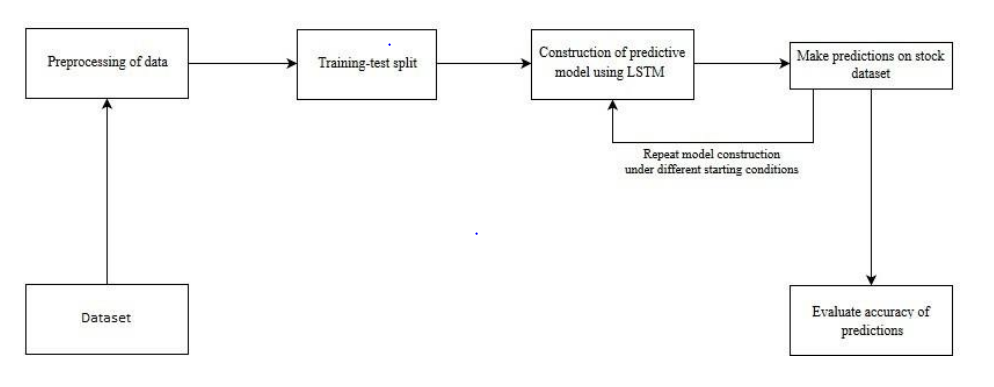 Preprocessing of data
Training-test split
Construction of predictive
model using LSTM
Make predictions on stock
dataset
Repeat model construction
under different starting conditions
Dataset
Evaluate accuracy of
predictions